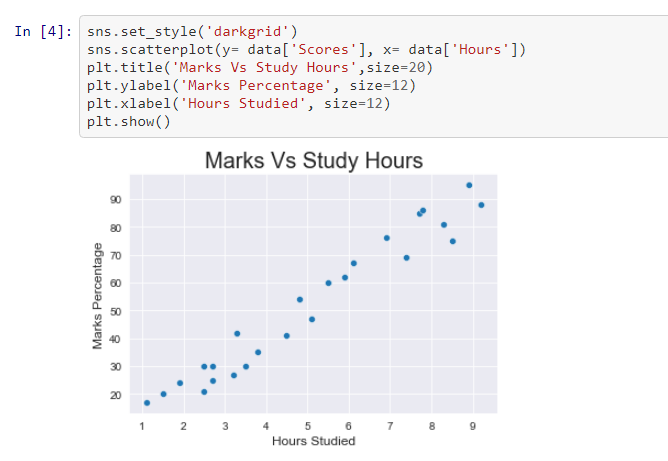 In [4]: sns.set_style('darkgrid')
sns.scatterplot(y= data['Scores'], x= data['Hours'])
plt.title('Marks Vs Study Hours',size=20)
plt.ylabel('Marks Percentage', size=12)
plt.xlabel('Hours Studied', size=12)
plt.show()
Marks Vs Study Hours
Marks Percentage
90
80
70
60
50
40
30
20
1 2 3 4 5 6 7 8 9
Hours Studied